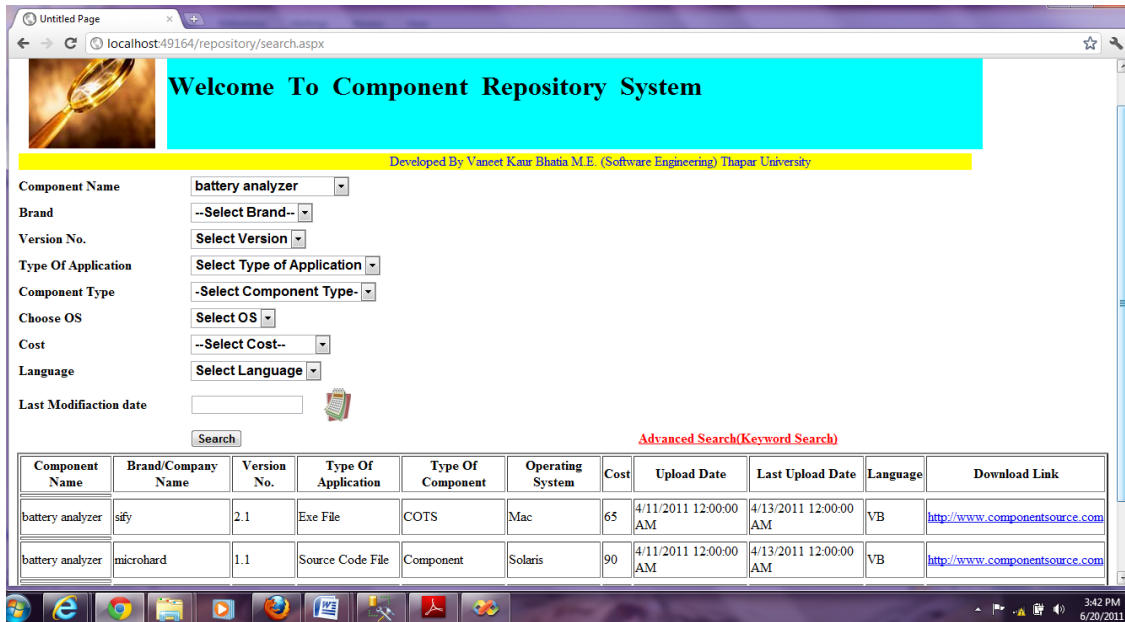 Untitled Page
localhost:49164/repository/search.aspx
Welcome To Component Repository System
Developed By Vaneet Kaur Bhatia M.E. (Software Engineering) Thapar University
Component Name battery analyzer
Brand --Select Brand--
Version No. Select Version
Type Of Application Select Type of Application
Component Type -Select Component Type-
Choose OS Select OS
Cost --Select Cost--
Language Select Language
Last Modifiaction date
Search Advanced Search(Keyword Search)
Component Name Brand/Company Name Version No. Type Of Application Type Of Component Operating System Cost Upload Date Last Upload Date Language Download Link
battery analyzer sify 2.1 Exe File COTS Mac 65 4/11/2011 12:00:00 AM 4/13/2011 12:00:00 AM VB http://www.componentsource.com
battery analyzer microhard 1.1 Source Code File Component Solaris 90 4/11/2011 12:00:00 AM 4/13/2011 12:00:00 AM VB http://www.componentsource.com
3:42 PM
6/20/2011